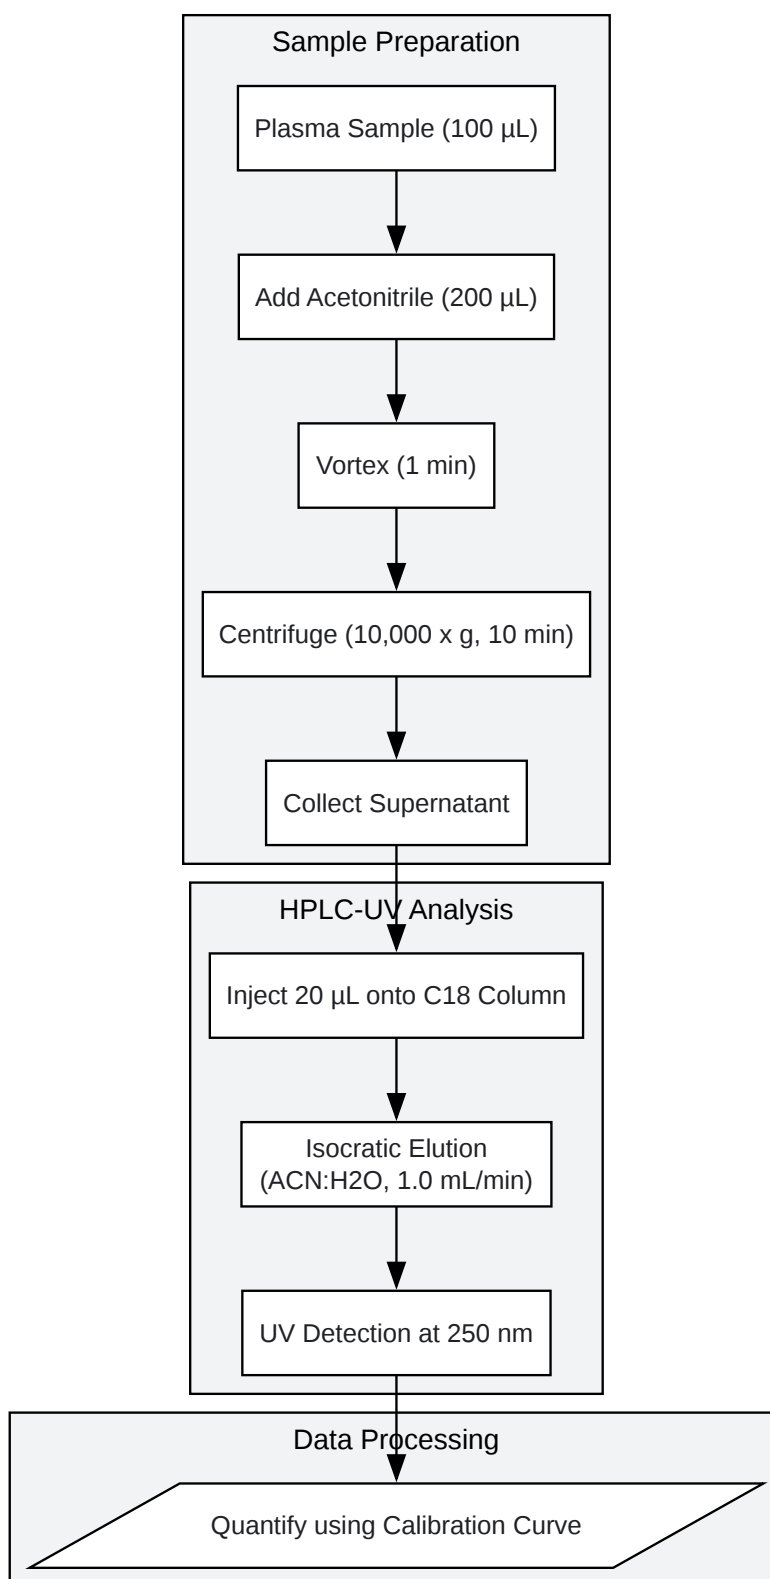 Sample Preparation
Plasma Sample (100 µL)
Add Acetonitrile (200 µL)
Vortex (1 min)
Centrifuge (10,000 x g, 10 min)
Collect Supernatant
HPLC-UV Analysis
Inject 20 µL onto C18 Column
Isocratic Elution
(ACN:H2O, 1.0 mL/min)
UV Detection at 250 nm
Data Processing
Quantify using Calibration Curve